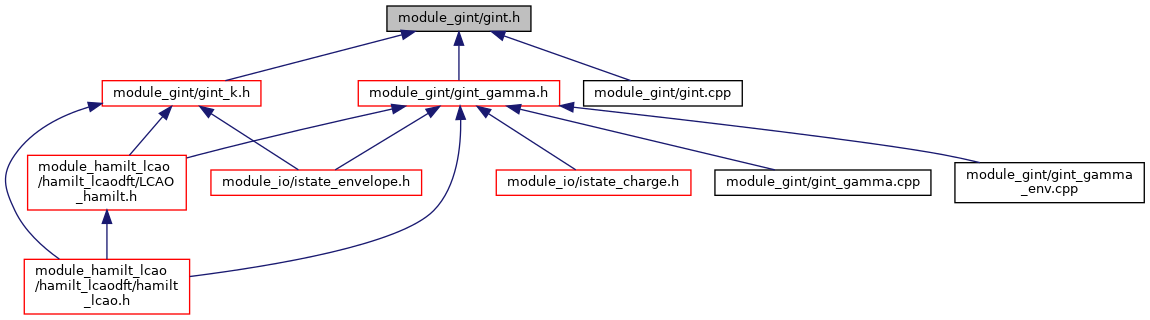 module_gint/gint.h
module_gint/gint_k.h
module_gint/gint_gamma.h
module_gint/gint.cpp
module_hamilt_lcao
/hamilt_lcaodft/LCAO
_hamilt.h
module_io/istate_envelope.h
module_io/istate_charge.h
module_gint/gint_gamma.cpp
module_gint/gint_gamma
_env.cpp
module_hamilt_lcao
/hamilt_lcaodft/hamilt
_lcao.h